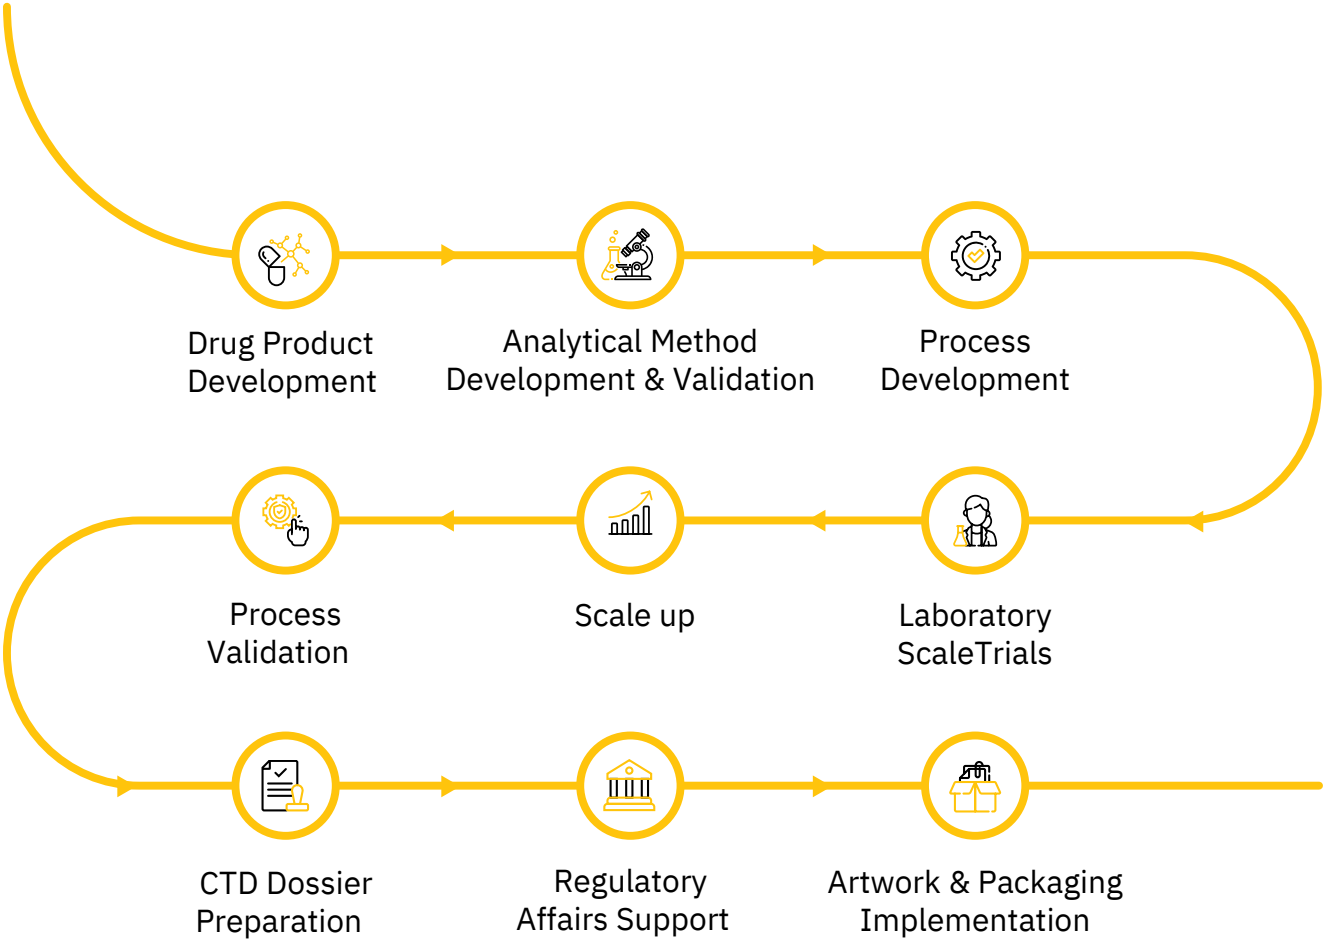 Drug Product
Development
Analytical Method
Development & Validation
Process
Development
Process
Validation
Scale up
Laboratory
ScaleTrials
CTD Dossier
Preparation
Regulatory
Affairs Support
Artwork & Packaging
Implementation